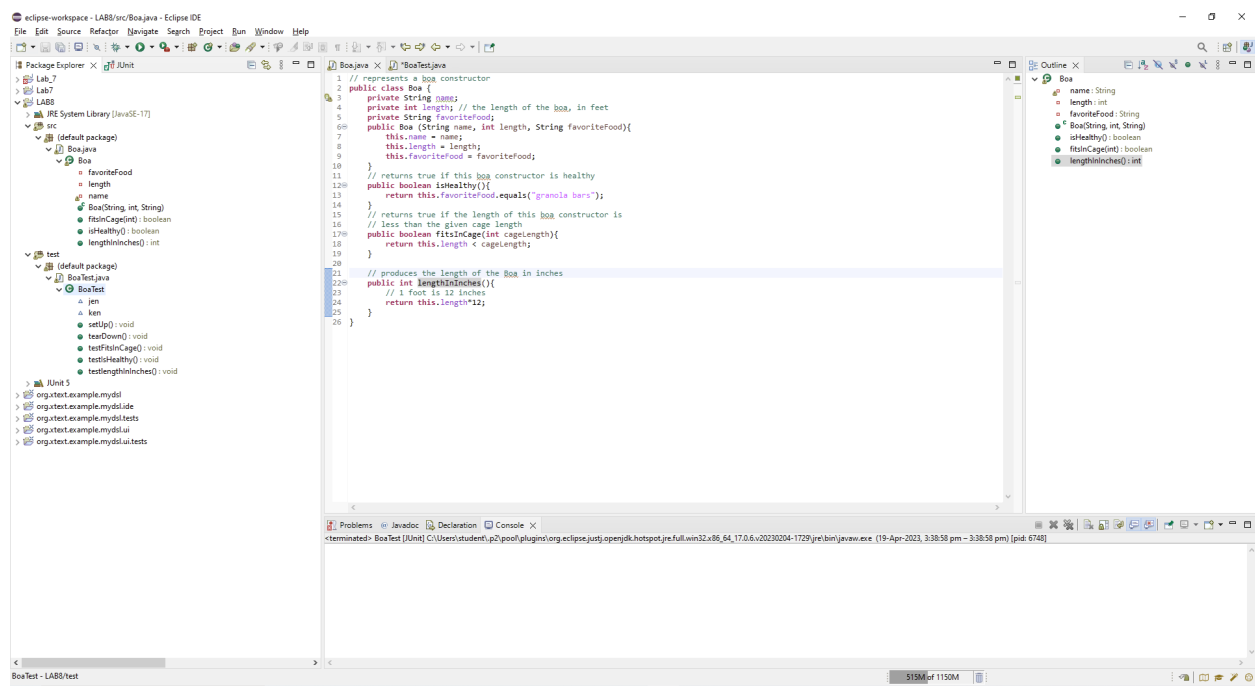 eclipse-workspace - LAB8/src/Boa.java - Eclipse IDE
File Edit Source Refactor Navigate Search Project Run Window Help
Package Explorer JUnit
Lab_7
Lab7
LAB8
JRE System Library [JavaSE-17]
src
(default package)
Boa.java
Boa
favoriteFood
length
name
Boa(String, int, String)
fitsInCage(int) : boolean
isHealthy() : boolean
lengthInInches() : int
test
(default package)
BoaTest.java
BoaTest
jen
ken
setUp() : void
tearDown() : void
testFitsInCage() : void
testIsHealthy() : void
testlengthInInches() : void
JUnit 5
org.xtext.example.mydsl
org.xtext.example.mydsl.ide
org.xtext.example.mydsl.tests
org.xtext.example.mydsl.ui
org.xtext.example.mydsl.ui.tests
Boa.java *BoaTest.java
1 // represents a boa constructor
2 public class Boa {
3 private String name;
4 private int length; // the length of the boa, in feet
5 private String favoriteFood;
6 public Boa (String name, int length, String favoriteFood){
7 this.name = name;
8 this.length = length;
9 this.favoriteFood = favoriteFood;
10 }
11 // returns true if this boa constructor is healthy
12 public boolean isHealthy(){
13 return this.favoriteFood.equals("granola bars");
14 }
15 // returns true if the length of this boa constructor is
16 // less than the given cage length
17 public boolean fitsInCage(int cageLength){
18 return this.length < cageLength;
19 }
20
21 // produces the length of the Boa in inches
22 public int lengthInInches(){
23 // 1 foot is 12 inches
24 return this.length*12;
25 }
26 }
Outline
Boa
name : String
length : int
favoriteFood : String
Boa(String, int, String)
isHealthy() : boolean
fitsInCage(int) : boolean
lengthInInches() : int
Problems Javadoc Declaration Console
<terminated> BoaTest [JUnit] C:\Users\student\.p2\pool\plugins\org.eclipse.justj.openjdk.hotspot.jre.full.win32.x86_64_17.0.6.v20230204-1729\jre\bin\javaw.exe (19-Apr-2023, 3:38:58 pm – 3:38:58 pm) [pid: 6748]
BoaTest - LAB8/test
515M of 1150M